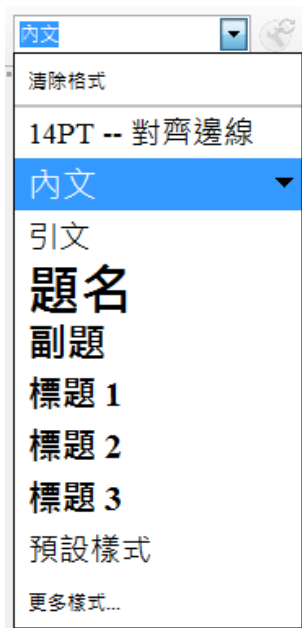 內文
清除格式
14PT -- 對齊邊線
內文
引文
題名
副題
標題 1
標題 2
標題 3
預設樣式
更多樣式...